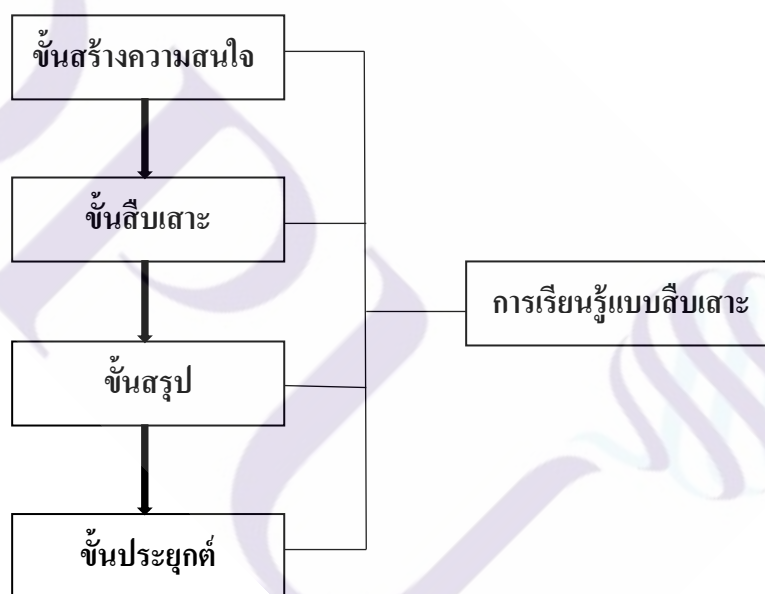 ขั้นสร้างความสนใจ
ขั้นสืบเสาะ
การเรียนรู้แบบสืบเสาะ
ขั้นสรุป
ขั้นประยุกต์